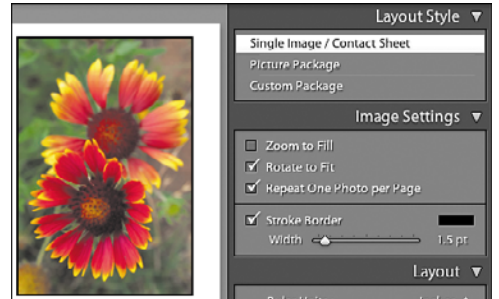 Layout Style ▼
Single Image / Contact Sheet
Picture Package
Custom Package
Image Settings ▼
Zoom to Fill
Rotate to Fit
Repeat One Photo per Page
Stroke Border
Width 1.5 pt
Layout ▼